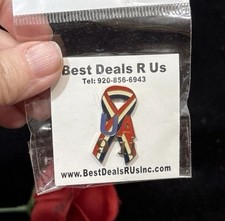 Best Deals R Us
Tel: 920-856-6943
www.BestDealsRUsInc.com